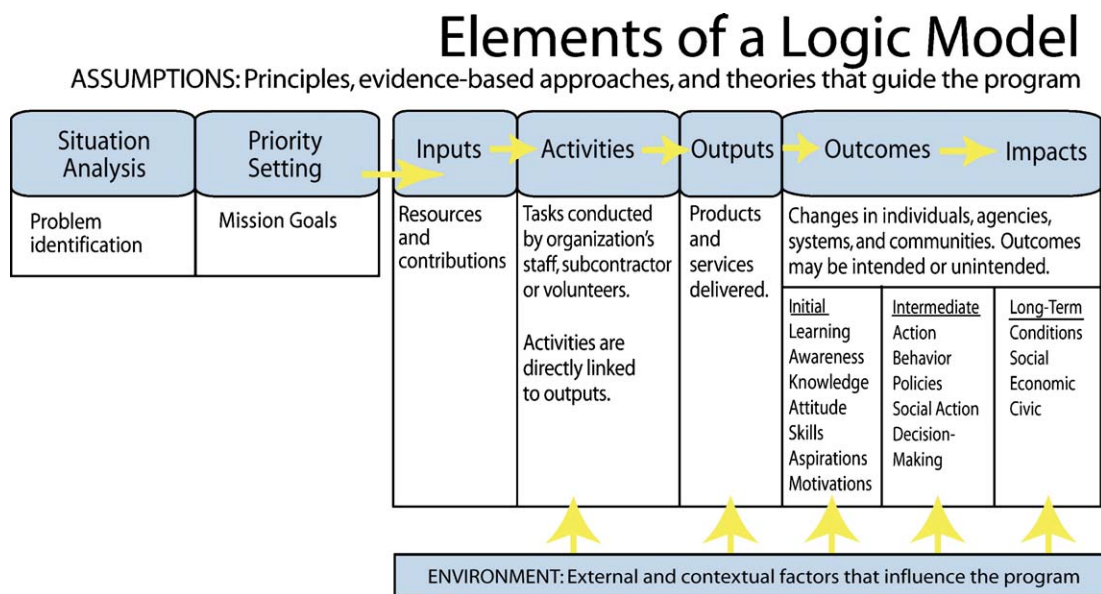 Elements of a Logic Model
ASSUMPTIONS: Principles, evidence-based approaches, and theories that guide the program
Situation
Analysis
Priority
Setting
Inputs
Activities
Outputs
Outcomes
Impacts
Problem
identification
Mission Goals
Resources
and
contributions
Tasks conducted
by organization's
staff, subcontractor
or volunteers.
Activities are
directly linked
to outputs.
Products
and
services
delivered.
Changes in individuals, agencies,
systems, and communities. Outcomes
may be intended or unintended.
Initial
Learning
Awareness
Knowledge
Attitude
Skills
Aspirations
Motivations
Intermediate
Action
Behavior
Policies
Social Action
Decision-
Making
Long-Term
Conditions
Social
Economic
Civic
ENVIRONMENT: External and contextual factors that influence the program